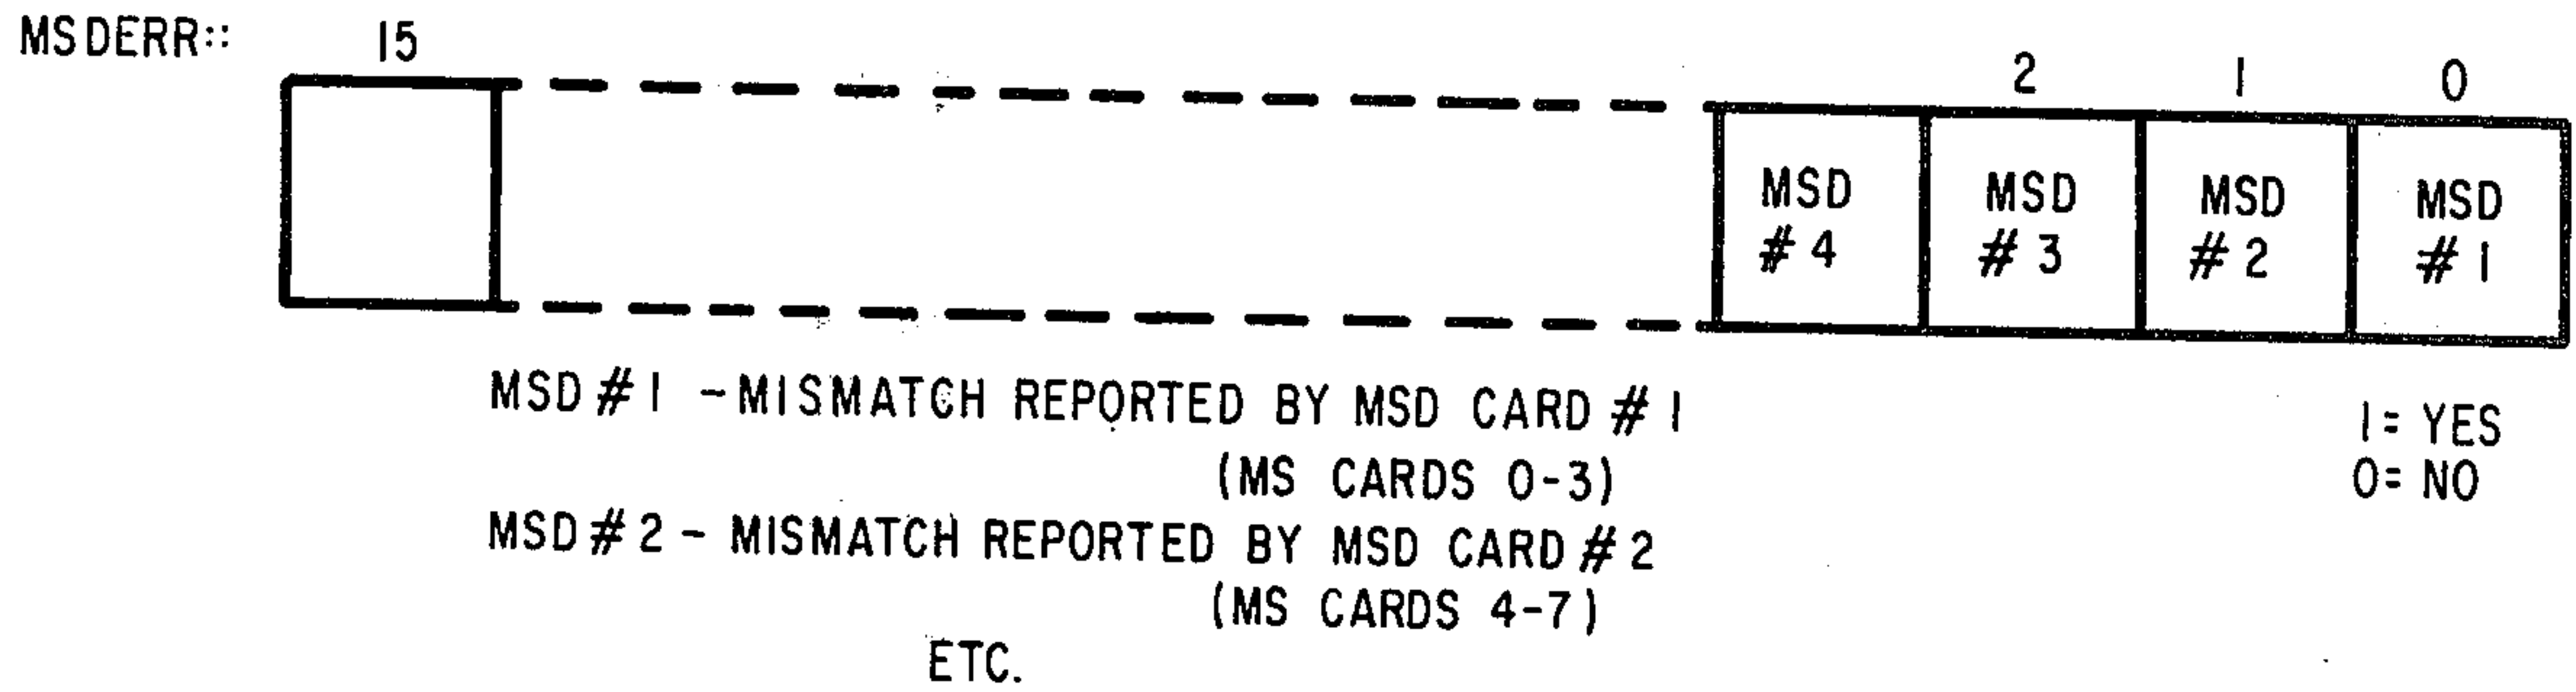 MSDERR::
15 2 1 0
MSD MSD MSD MSD
#4 #3 #2 #1
MSD #1 - MISMATCH REPORTED BY MSD CARD #1
(MS CARDS 0-3)
1= YES
0= NO
MSD #2 - MISMATCH REPORTED BY MSD CARD #2
(MS CARDS 4-7)
ETC.